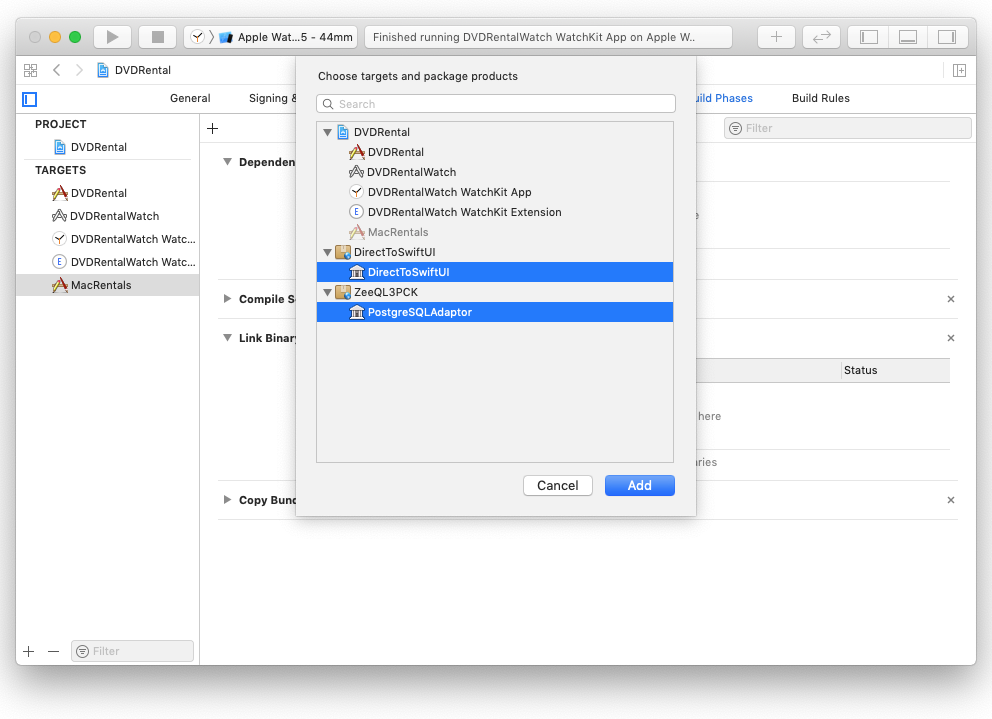 Apple Wat...5 - 44mm
Finished running DVDRentalWatch WatchKit App on Apple W..
DVDRental
General
Signing &
ild Phases
Build Rules
PROJECT
DVDRental
TARGETS
DVDRental
DVDRentalWatch
DVDRentalWatch Watc...
E DVDRentalWatch Watc...
MacRentals
Filter
Choose targets and package products
Search
DVDRental
DVDRental
DVDRentalWatch
DVDRentalWatch WatchKit App
E DVDRentalWatch WatchKit Extension
MacRentals
DirectToSwiftUI
DirectToSwiftUI
ZeeQL3PCK
PostgreSQLAdaptor
Cancel
Add
Filter
Dependen
Compile S
Link Binary
Status
here
ries
Copy Bund